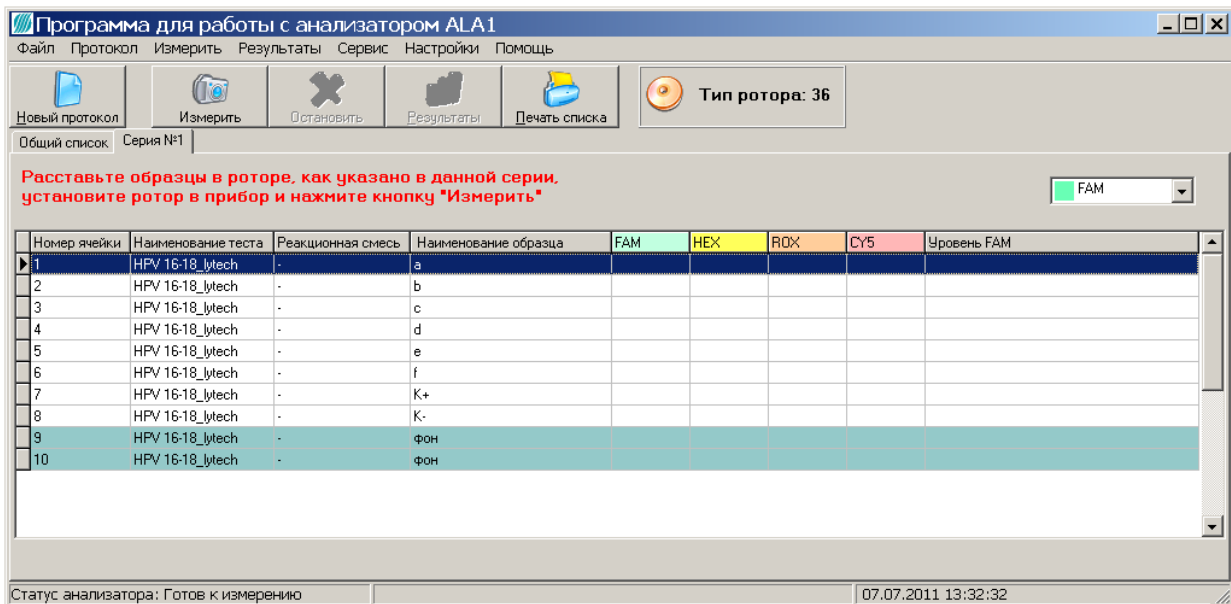 Программа для работы с анализатором ALA1
Файл Протокол Измерить Результаты Сервис Настройки Помощь
Новый протокол Измерить Остановить Результаты Печать списка Тип ротора: 36
Общий список Серия №1
Расставьте образцы в роторе, как указано в данной серии,
установите ротор в прибор и нажмите кнопку "Измерить"
FAM
Номер ячейки Наименование теста Реакционная смесь Наименование образца FAM HEX ROX CY5 Уровень FAM
1 HPV 16-18_lytech - a
2 HPV 16-18_lytech - b
3 HPV 16-18_lytech - c
4 HPV 16-18_lytech - d
5 HPV 16-18_lytech - e
6 HPV 16-18_lytech - f
7 HPV 16-18_lytech - K+
8 HPV 16-18_lytech - K-
9 HPV 16-18_lytech - фон
10 HPV 16-18_lytech - фон
Статус анализатора: Готов к измерению 07.07.2011 13:32:32